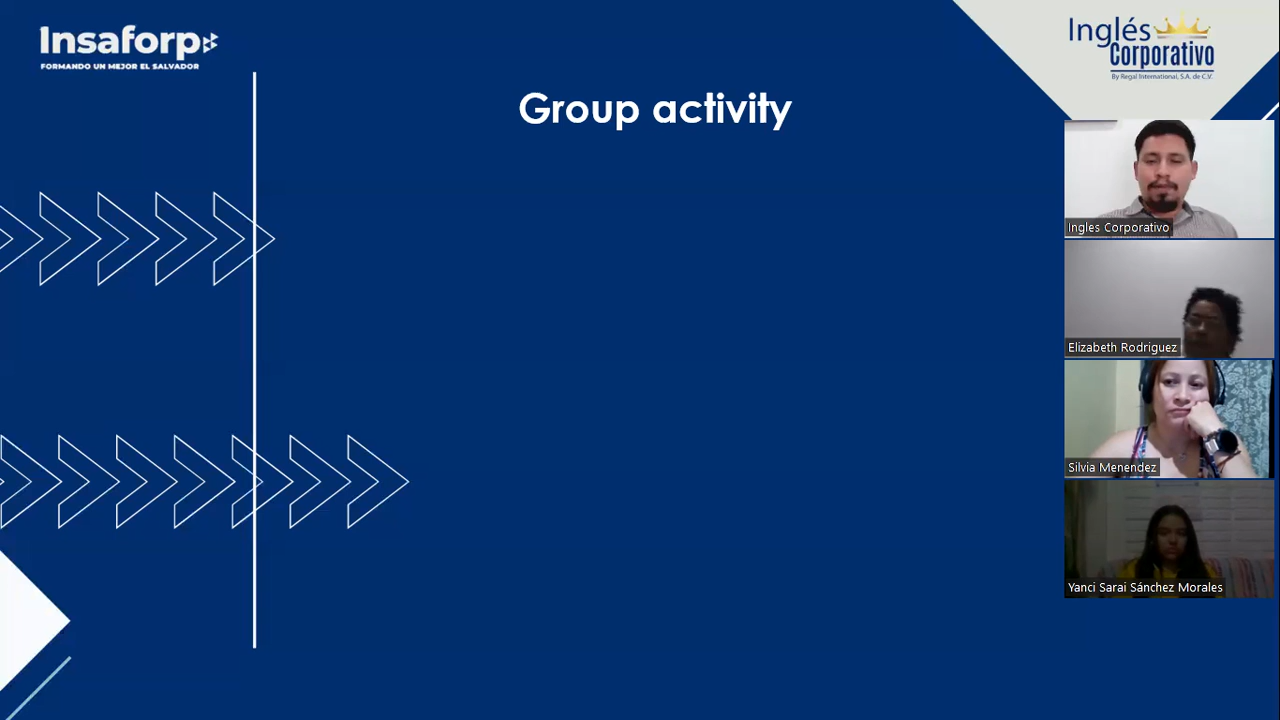 Insaforp
FORMANDO UN MEJOR EL SALVADOR
Inglés
Corporativo
By Regal International, S.A. de C.V.
Group activity
Ingles Corporativo
Elizabeth Rodriguez
Silvia Menendez
Yanci Sarai Sánchez Morales